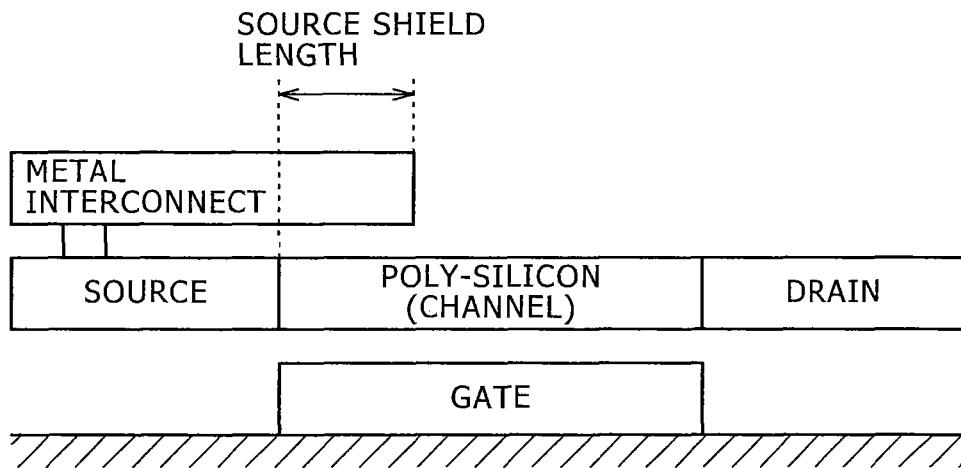 SOURCE SHIELD
LENGTH
METAL
INTERCONNECT
SOURCE
POLY-SILICON
(CHANNEL)
DRAIN
GATE